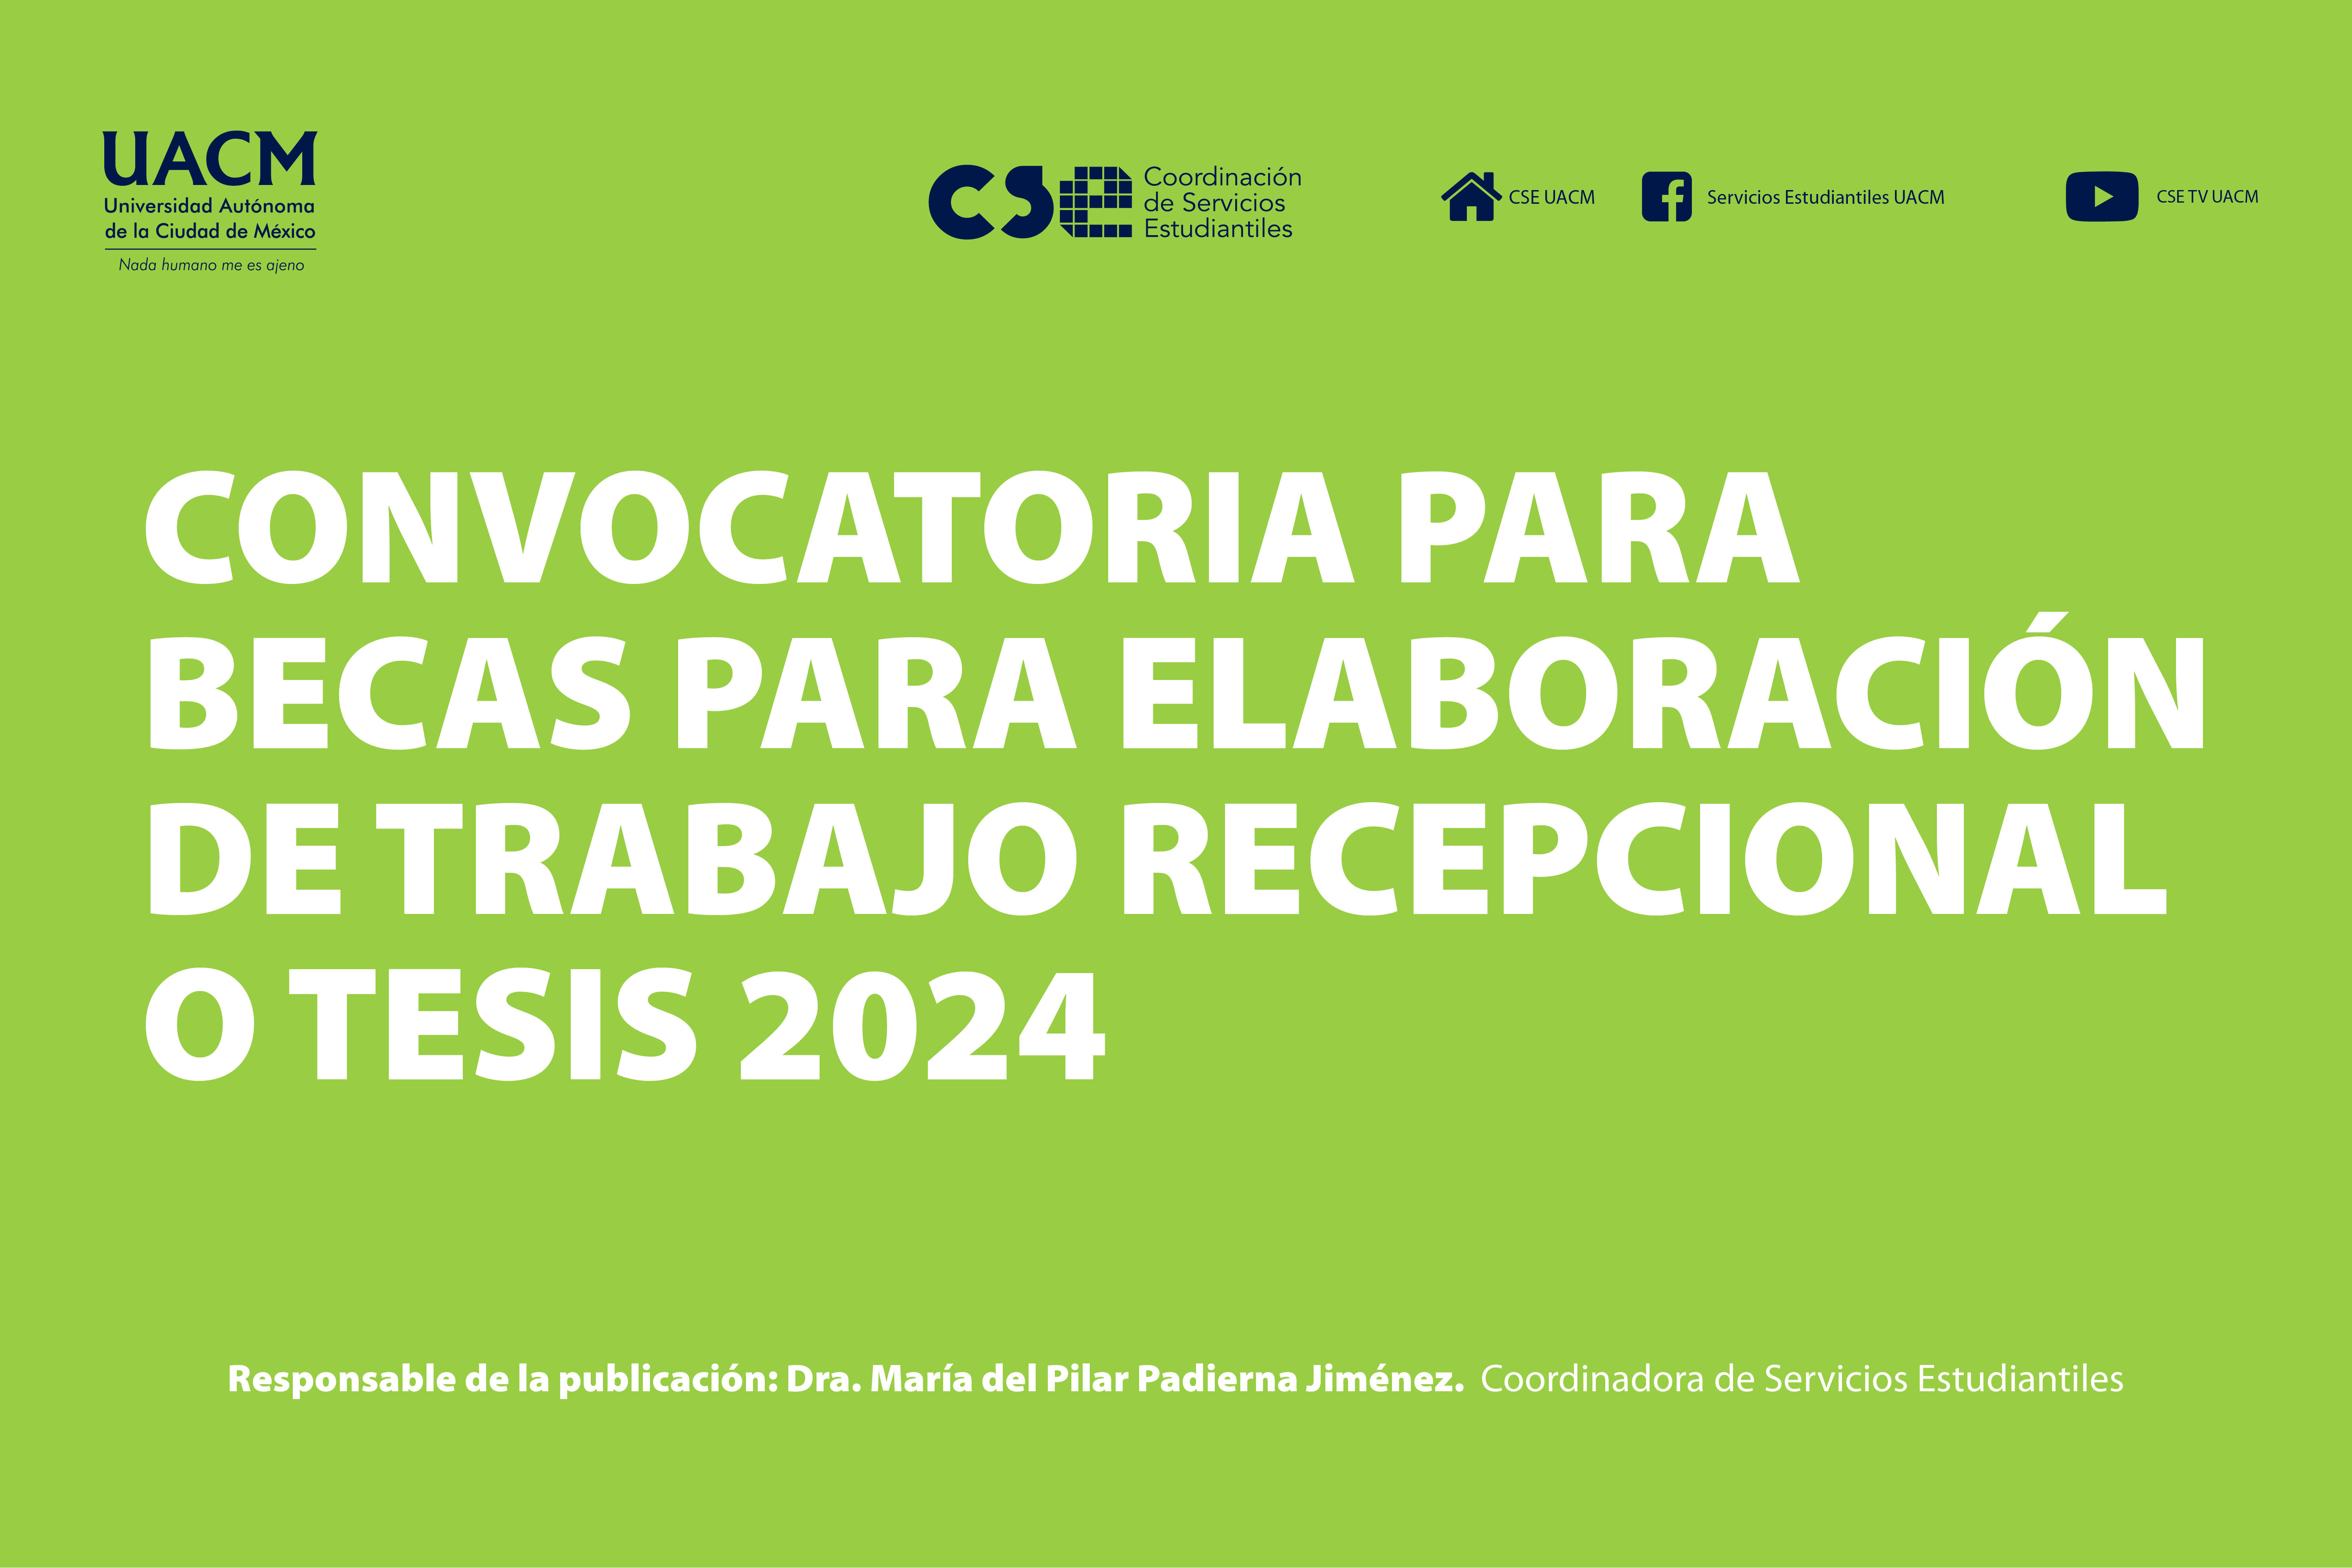 UACM
Universidad Autónoma
de la Ciudad de México
Nada humano me es ajeno
cse
Coordinación
de Servicios
Estudiantiles
CSE UACM
Servicios Estudiantiles UACM
CSE TV UACM
CONVOCATORIA PARA
BECAS PARA ELABORACIÓN
DE TRABAJO RECEPCIONAL
O TESIS 2024
Responsable de la publicación: Dra. María del Pilar Padierna Jiménez. Coordinadora de Servicios Estudiantiles